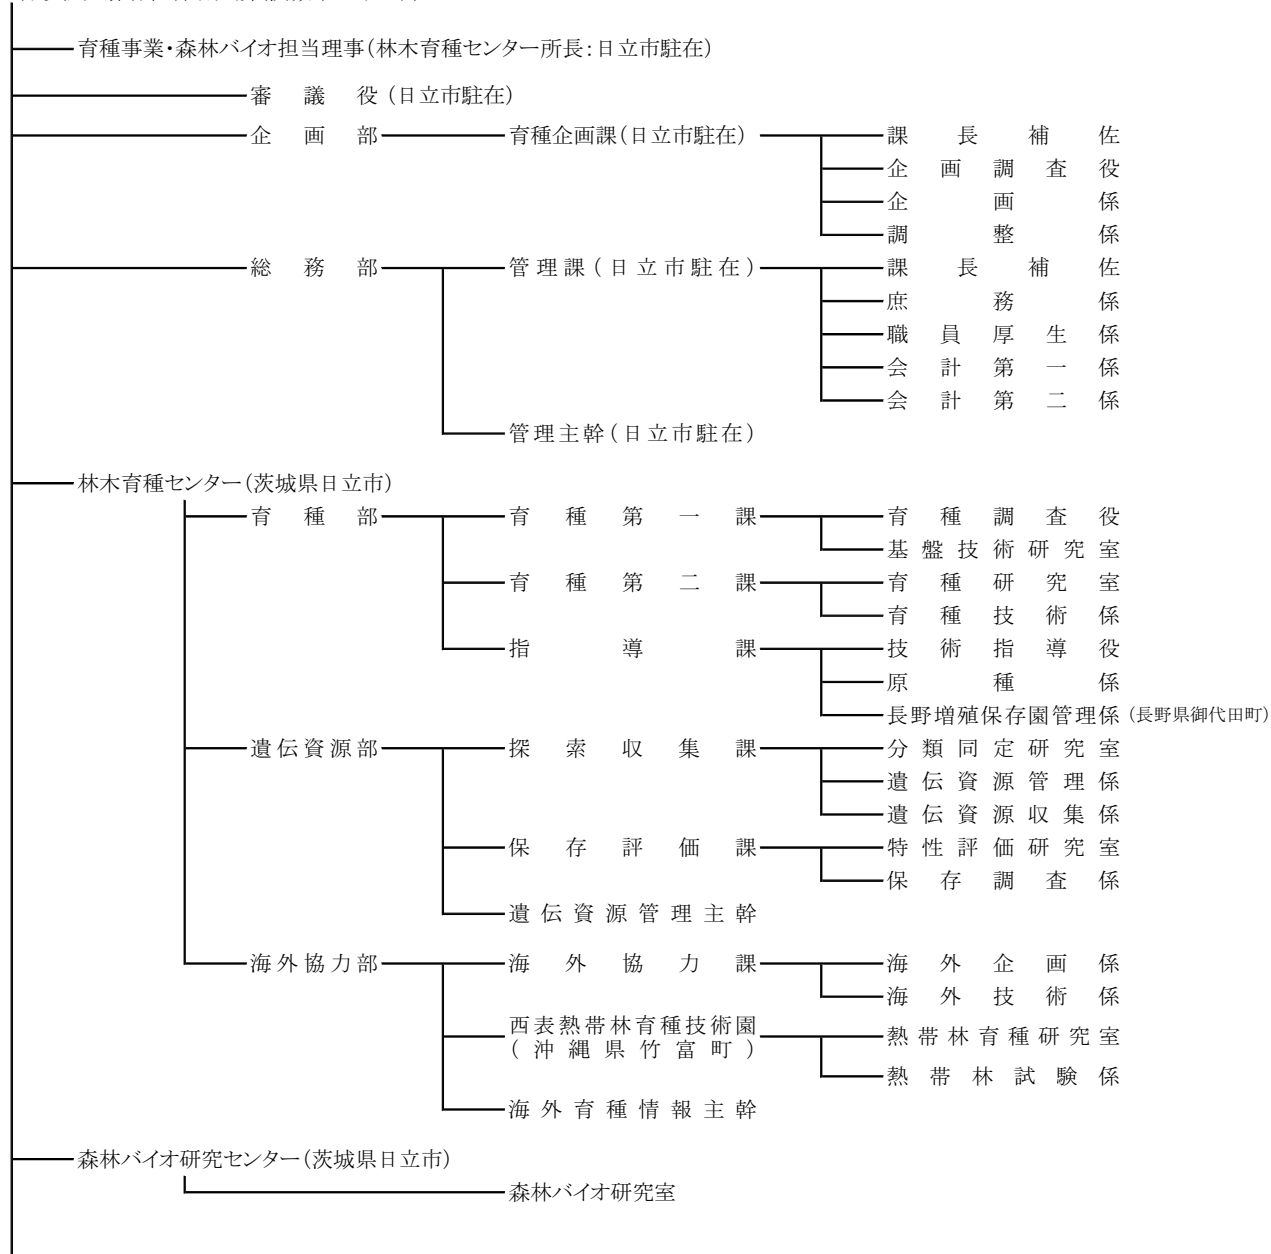 育種事業・森林バイオ担当理事(林木育種センター所長:日立市駐在)
審議役(日立市駐在)
企画部 育種企画課(日立市駐在) 課長補佐
企画調査役
企画係
調整係
総務部 管理課(日立市駐在) 課長補佐
庶務係
職員厚生係
会計第一係
会計第二係
管理主幹(日立市駐在)
林木育種センター(茨城県日立市)
育種部 育種第一課 育種調査役
基盤技術研究室
育種第二課 育種研究室
育種技術係
指導課 技術指導役
原種係
長野増殖保存園管理係(長野県御代田町)
遺伝資源部 探索収集課 分類同定研究室
遺伝資源管理係
遺伝資源収集係
保存評価課 特性評価研究室
保存調査係
遺伝資源管理主幹
海外協力部 海外協力課 海外企画係
海外技術係
西表熱帯林育種技術園 熱帯林育種研究室
(沖縄県竹富町)
熱帯林試験係
海外育種情報主幹
森林バイオ研究センター(茨城県日立市)
森林バイオ研究室